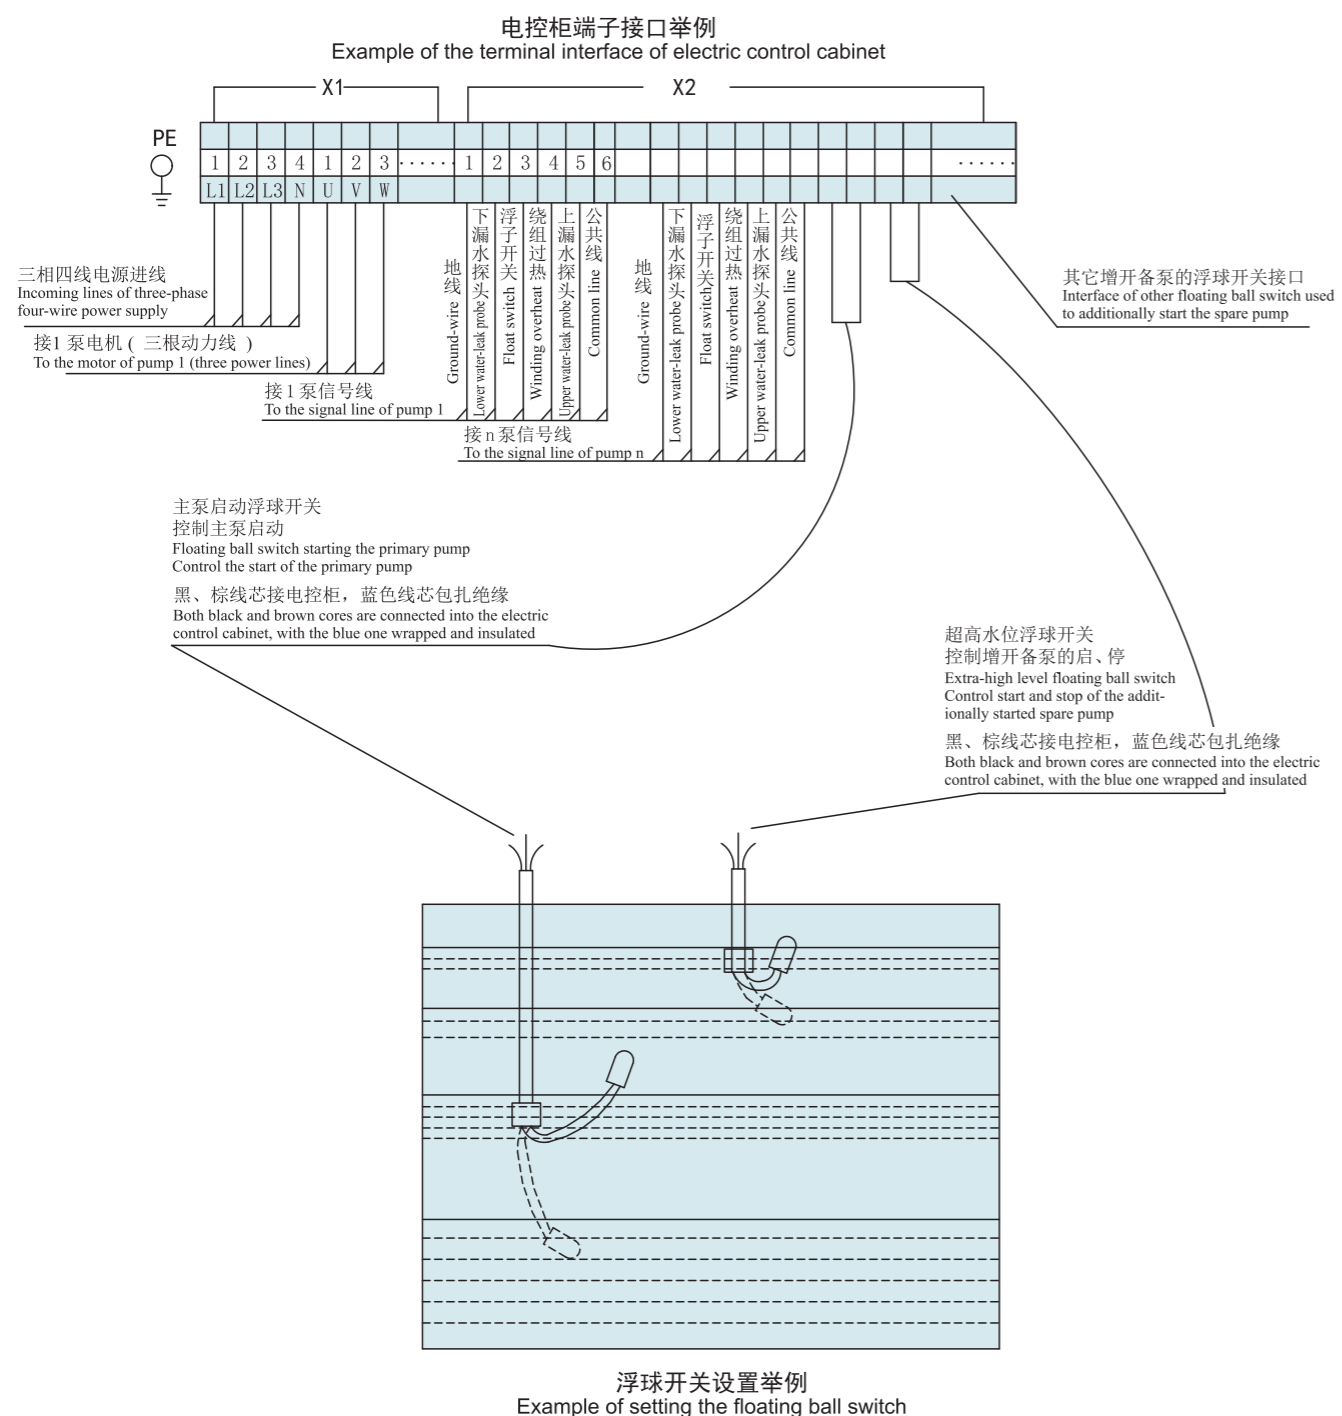 电控柜端子接口举例
Example of the terminal interface of electric control cabinet
X1
X2
PE
1 2 3 4 1 2 3 ······ 1 2 3 4 5 6 ······
L1 L2 L3 N U V W
三相四线电源进线
Incoming lines of three-phase
four-wire power supply
接1 泵电机 ( 三根动力线 )
To the motor of pump 1 (three power lines)
接 1 泵信号线
To the signal line of pump 1
地线
Ground-wire
下漏水探头
Lower water-leak probe
浮子开关
Float switch
绕组过热
Winding overheat
上漏水探头
Upper water-leak probe
公共线
Common line
接 n 泵信号线
To the signal line of pump n
地线
Ground-wire
下漏水探头
Lower water-leak probe
浮子开关
Float switch
绕组过热
Winding overheat
上漏水探头
Upper water-leak probe
公共线
Common line
其它增开备泵的浮球开关接口
Interface of other floating ball switch used
to additionally start the spare pump
主泵启动浮球开关
控制主泵启动
Floating ball switch starting the primary pump
Control the start of the primary pump
黑、棕线芯接电控柜，蓝色线芯包扎绝缘
Both black and brown cores are connected into the electric
control cabinet, with the blue one wrapped and insulated
超高水位浮球开关
控制增开备泵的启、停
Extra-high level floating ball switch
Control start and stop of the addit-
ionally started spare pump
黑、棕线芯接电控柜，蓝色线芯包扎绝缘
Both black and brown cores are connected into the electric
control cabinet, with the blue one wrapped and insulated
浮球开关设置举例
Example of setting the floating ball switch